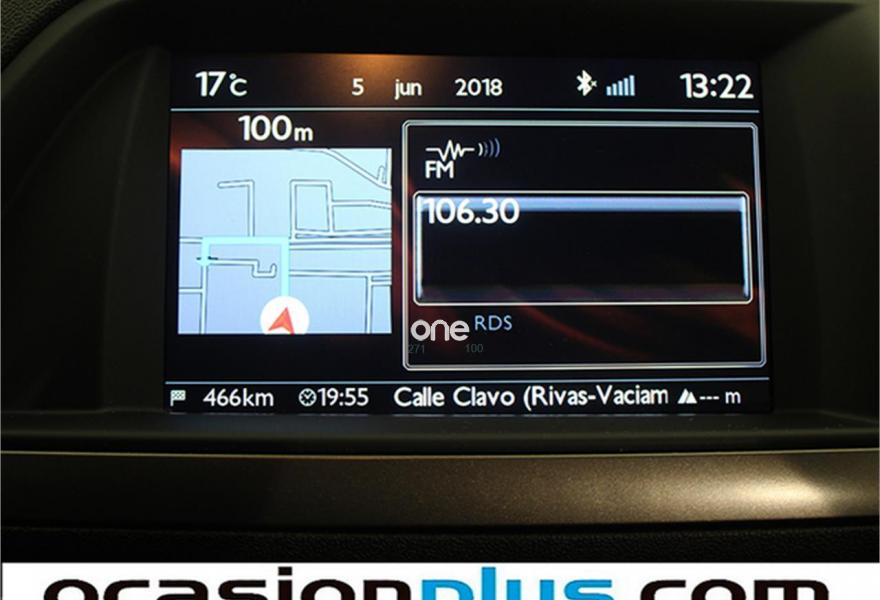 17°C 5 jun 2018 13:22
100m
FM
106.30
one RDS
271 100
466km 19:55 Calle Clavo (Rivas-Vaciam --- m
ocasionplus.com